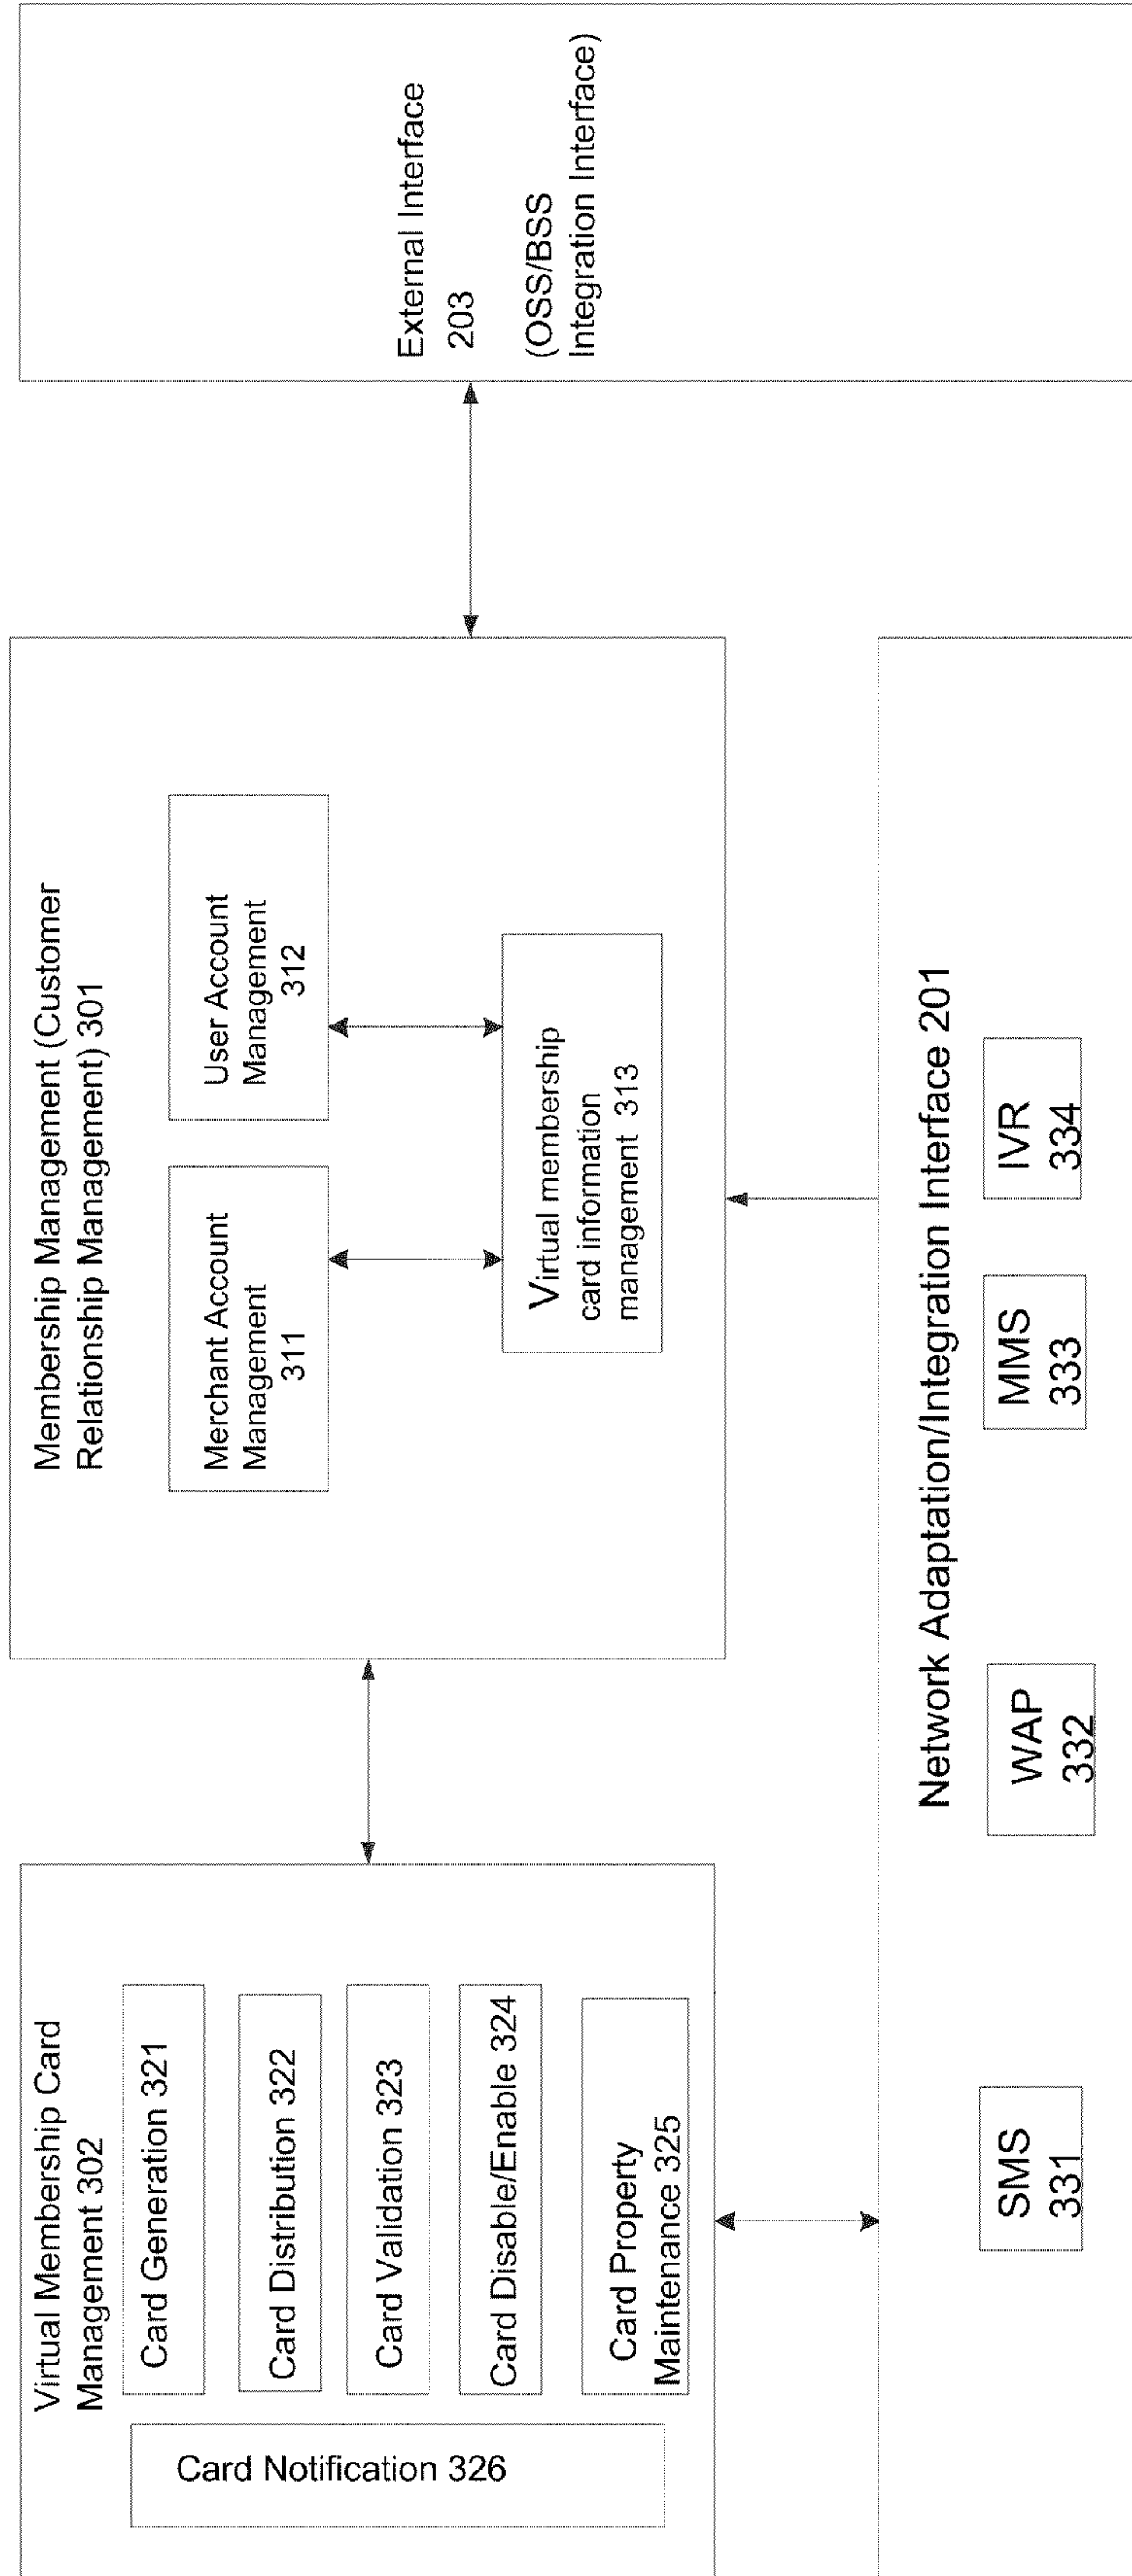 Virtual Membership Card
Management 302
Card Generation 321
Card Distribution 322
Card Validation 323
Card Disable/Enable 324
Card Property
Maintenance 325
Card Notification 326
Membership Management (Customer
Relationship Management) 301
Merchant Account
Management
311
User Account
Management
312
Virtual membership
card information
management 313
External Interface
203
(OSS/BSS
Integration Interface)
Network Adaptation/Integration Interface 201
SMS
331
WAP
332
MMS
333
IVR
334